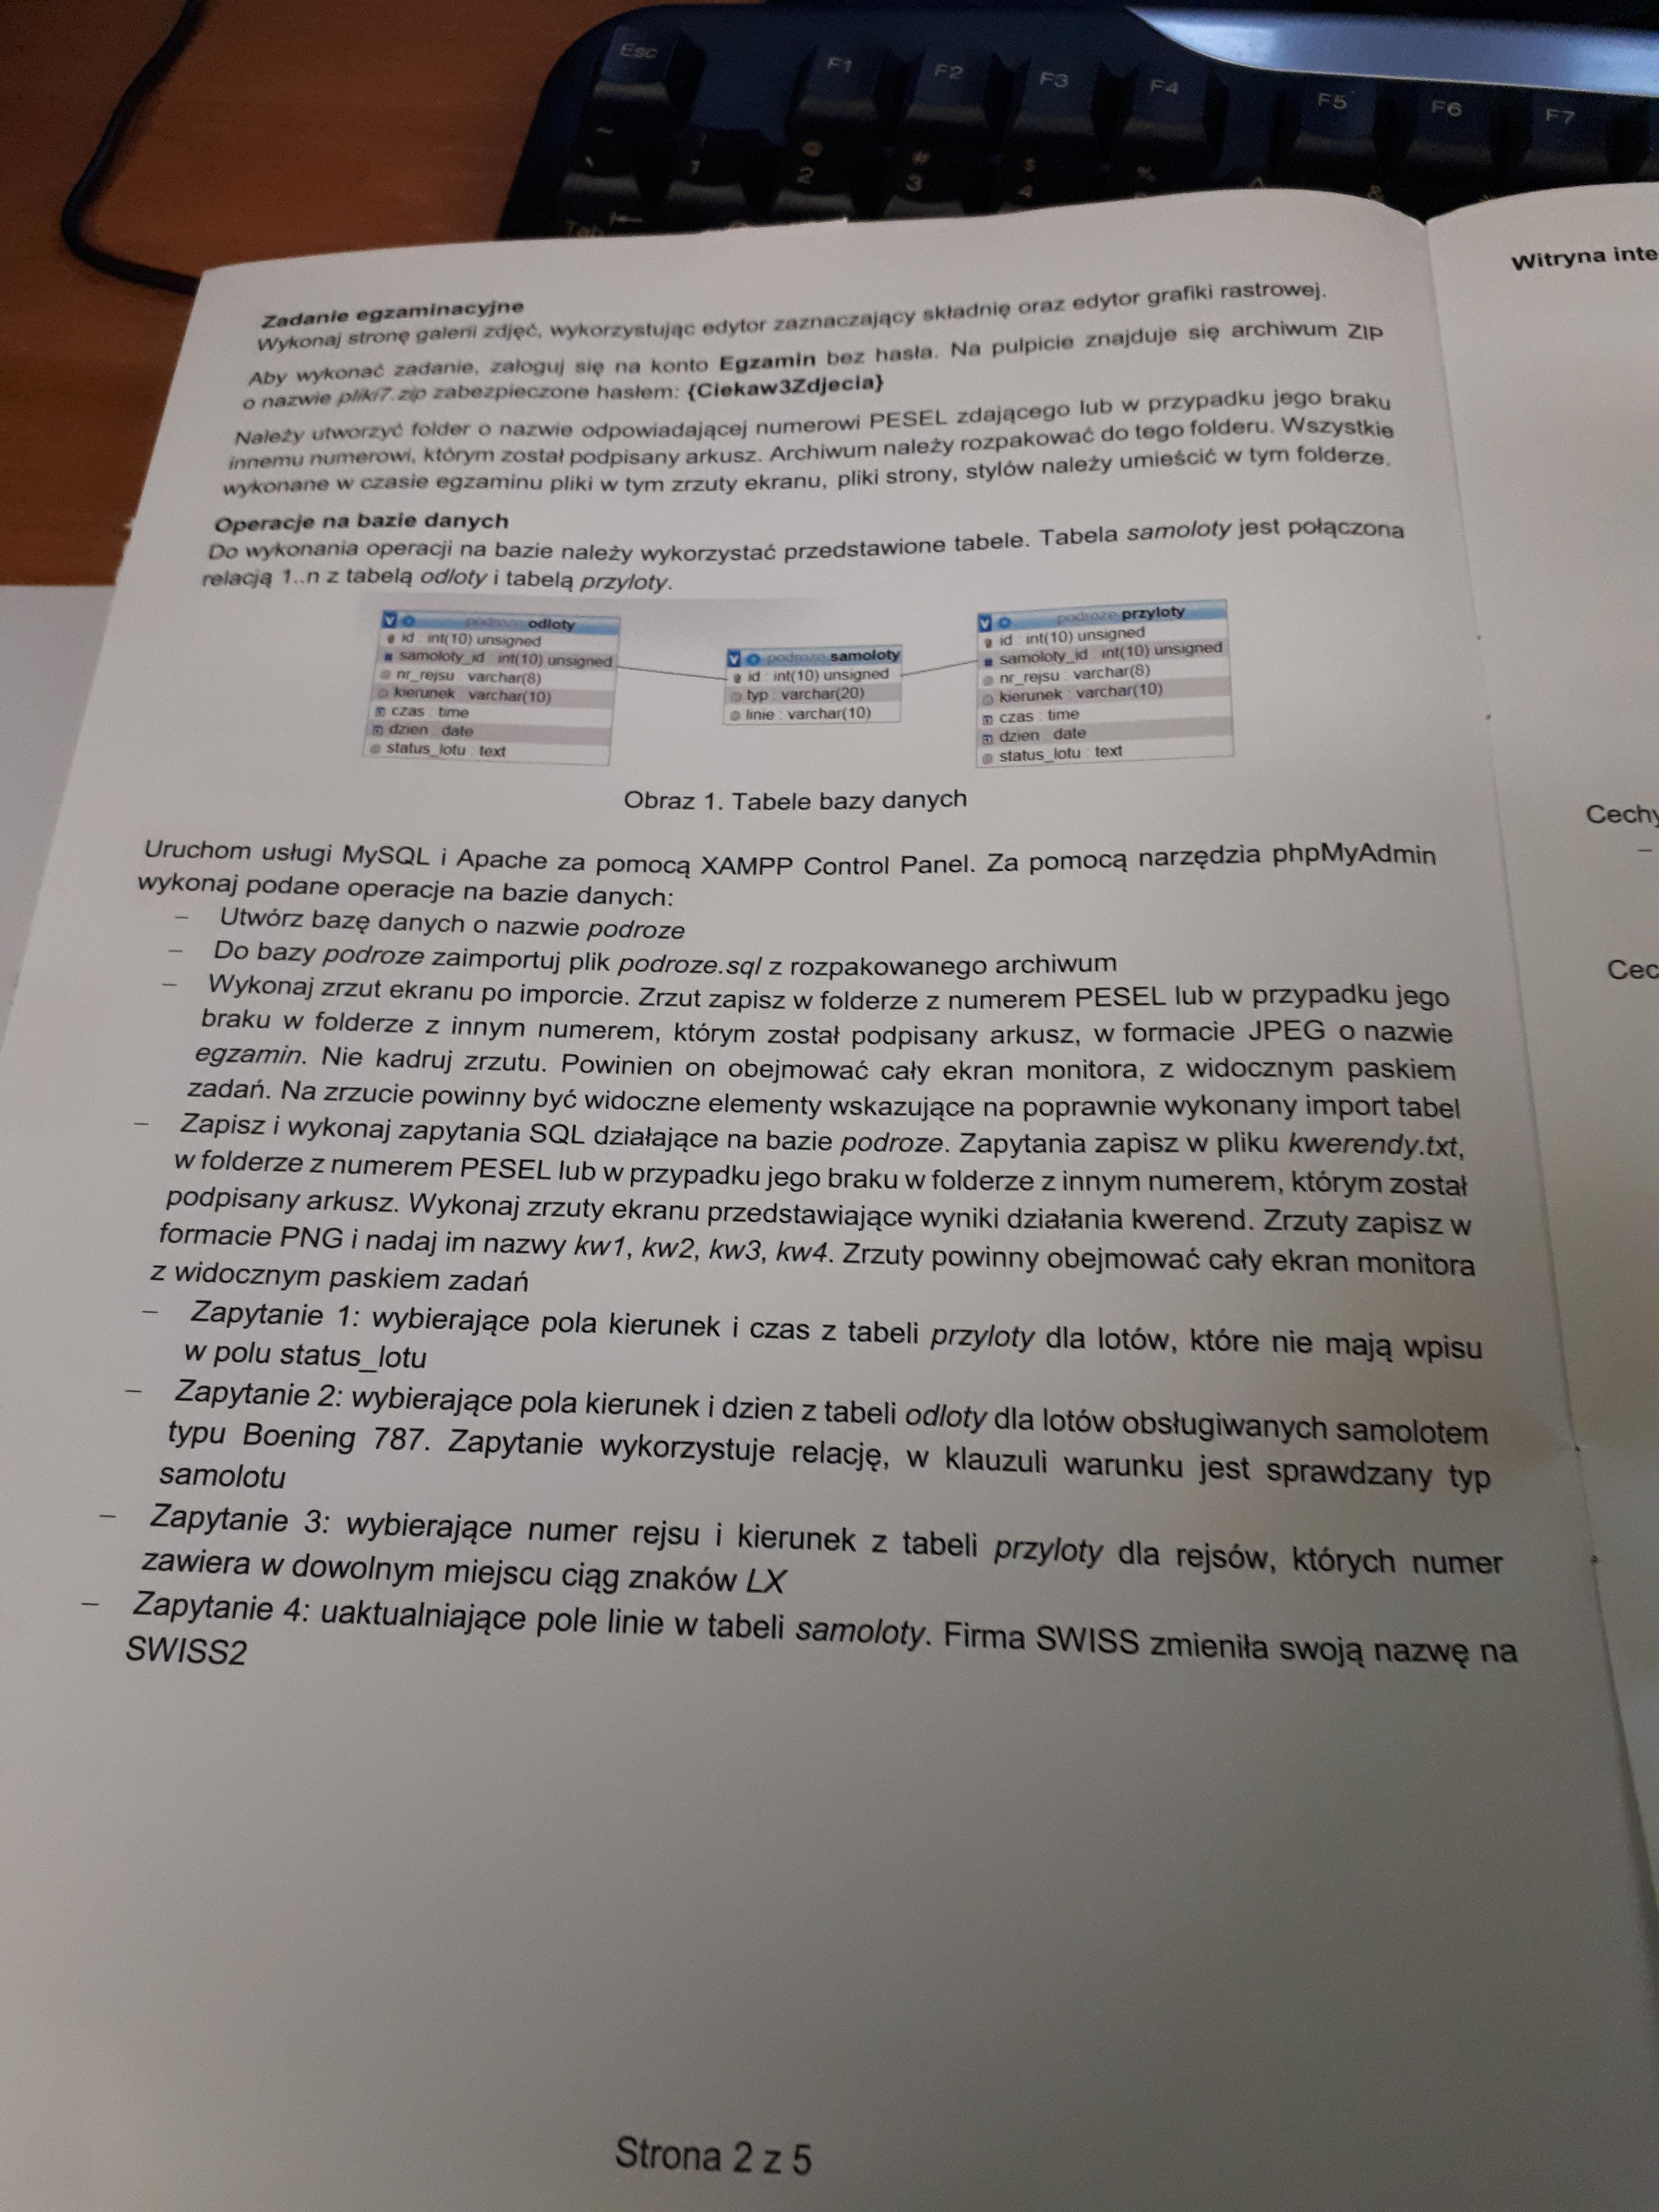 Esc F1 F2 F3 F4 F5 F6 F7
~ ` 1 @ 2 # 3 $ 4 % &
Tab
Witryna inte
Zadanie egzaminacyjne
Wykonaj stronę galerii zdjęć, wykorzystując edytor zaznaczający składnię oraz edytor grafiki rastrowej.
Aby wykonać zadanie, zaloguj się na konto Egzamin bez hasła. Na pulpicie znajduje się archiwum ZIP
o nazwie pliki7.zip zabezpieczone hasłem: {Ciekaw3Zdjecia}
Należy utworzyć folder o nazwie odpowiadającej numerowi PESEL zdającego lub w przypadku jego braku
innemu numerowi, którym został podpisany arkusz. Archiwum należy rozpakować do tego folderu. Wszystkie
wykonane w czasie egzaminu pliki w tym zrzuty ekranu, pliki strony, stylów należy umieścić w tym folderze.
Operacje na bazie danych
Do wykonania operacji na bazie należy wykorzystać przedstawione tabele. Tabela samoloty jest połączona
relacją 1..n z tabelą odloty i tabelą przyloty.
podroze odloty
id : int(10) unsigned
samoloty_id : int(10) unsigned
nr_rejsu : varchar(8)
kierunek : varchar(10)
czas : time
dzien : date
status_lotu : text
podroze samoloty
id : int(10) unsigned
typ : varchar(20)
linie : varchar(10)
podroze przyloty
id : int(10) unsigned
samoloty_id : int(10) unsigned
nr_rejsu : varchar(8)
kierunek : varchar(10)
czas : time
dzien : date
status_lotu : text
Obraz 1. Tabele bazy danych
Uruchom usługi MySQL i Apache za pomocą XAMPP Control Panel. Za pomocą narzędzia phpMyAdmin
wykonaj podane operacje na bazie danych:
– Utwórz bazę danych o nazwie podroze
– Do bazy podroze zaimportuj plik podroze.sql z rozpakowanego archiwum
– Wykonaj zrzut ekranu po imporcie. Zrzut zapisz w folderze z numerem PESEL lub w przypadku jego
braku w folderze z innym numerem, którym został podpisany arkusz, w formacie JPEG o nazwie
egzamin. Nie kadruj zrzutu. Powinien on obejmować cały ekran monitora, z widocznym paskiem
zadań. Na zrzucie powinny być widoczne elementy wskazujące na poprawnie wykonany import tabel
– Zapisz i wykonaj zapytania SQL działające na bazie podroze. Zapytania zapisz w pliku kwerendy.txt,
w folderze z numerem PESEL lub w przypadku jego braku w folderze z innym numerem, którym został
podpisany arkusz. Wykonaj zrzuty ekranu przedstawiające wyniki działania kwerend. Zrzuty zapisz w
formacie PNG i nadaj im nazwy kw1, kw2, kw3, kw4. Zrzuty powinny obejmować cały ekran monitora
z widocznym paskiem zadań
– Zapytanie 1: wybierające pola kierunek i czas z tabeli przyloty dla lotów, które nie mają wpisu
w polu status_lotu
– Zapytanie 2: wybierające pola kierunek i dzien z tabeli odloty dla lotów obsługiwanych samolotem
typu Boening 787. Zapytanie wykorzystuje relację, w klauzuli warunku jest sprawdzany typ
samolotu
– Zapytanie 3: wybierające numer rejsu i kierunek z tabeli przyloty dla rejsów, których numer
zawiera w dowolnym miejscu ciąg znaków LX
– Zapytanie 4: uaktualniające pole linie w tabeli samoloty. Firma SWISS zmieniła swoją nazwę na
SWISS2
Strona 2 z 5
Cechy
–
Cec